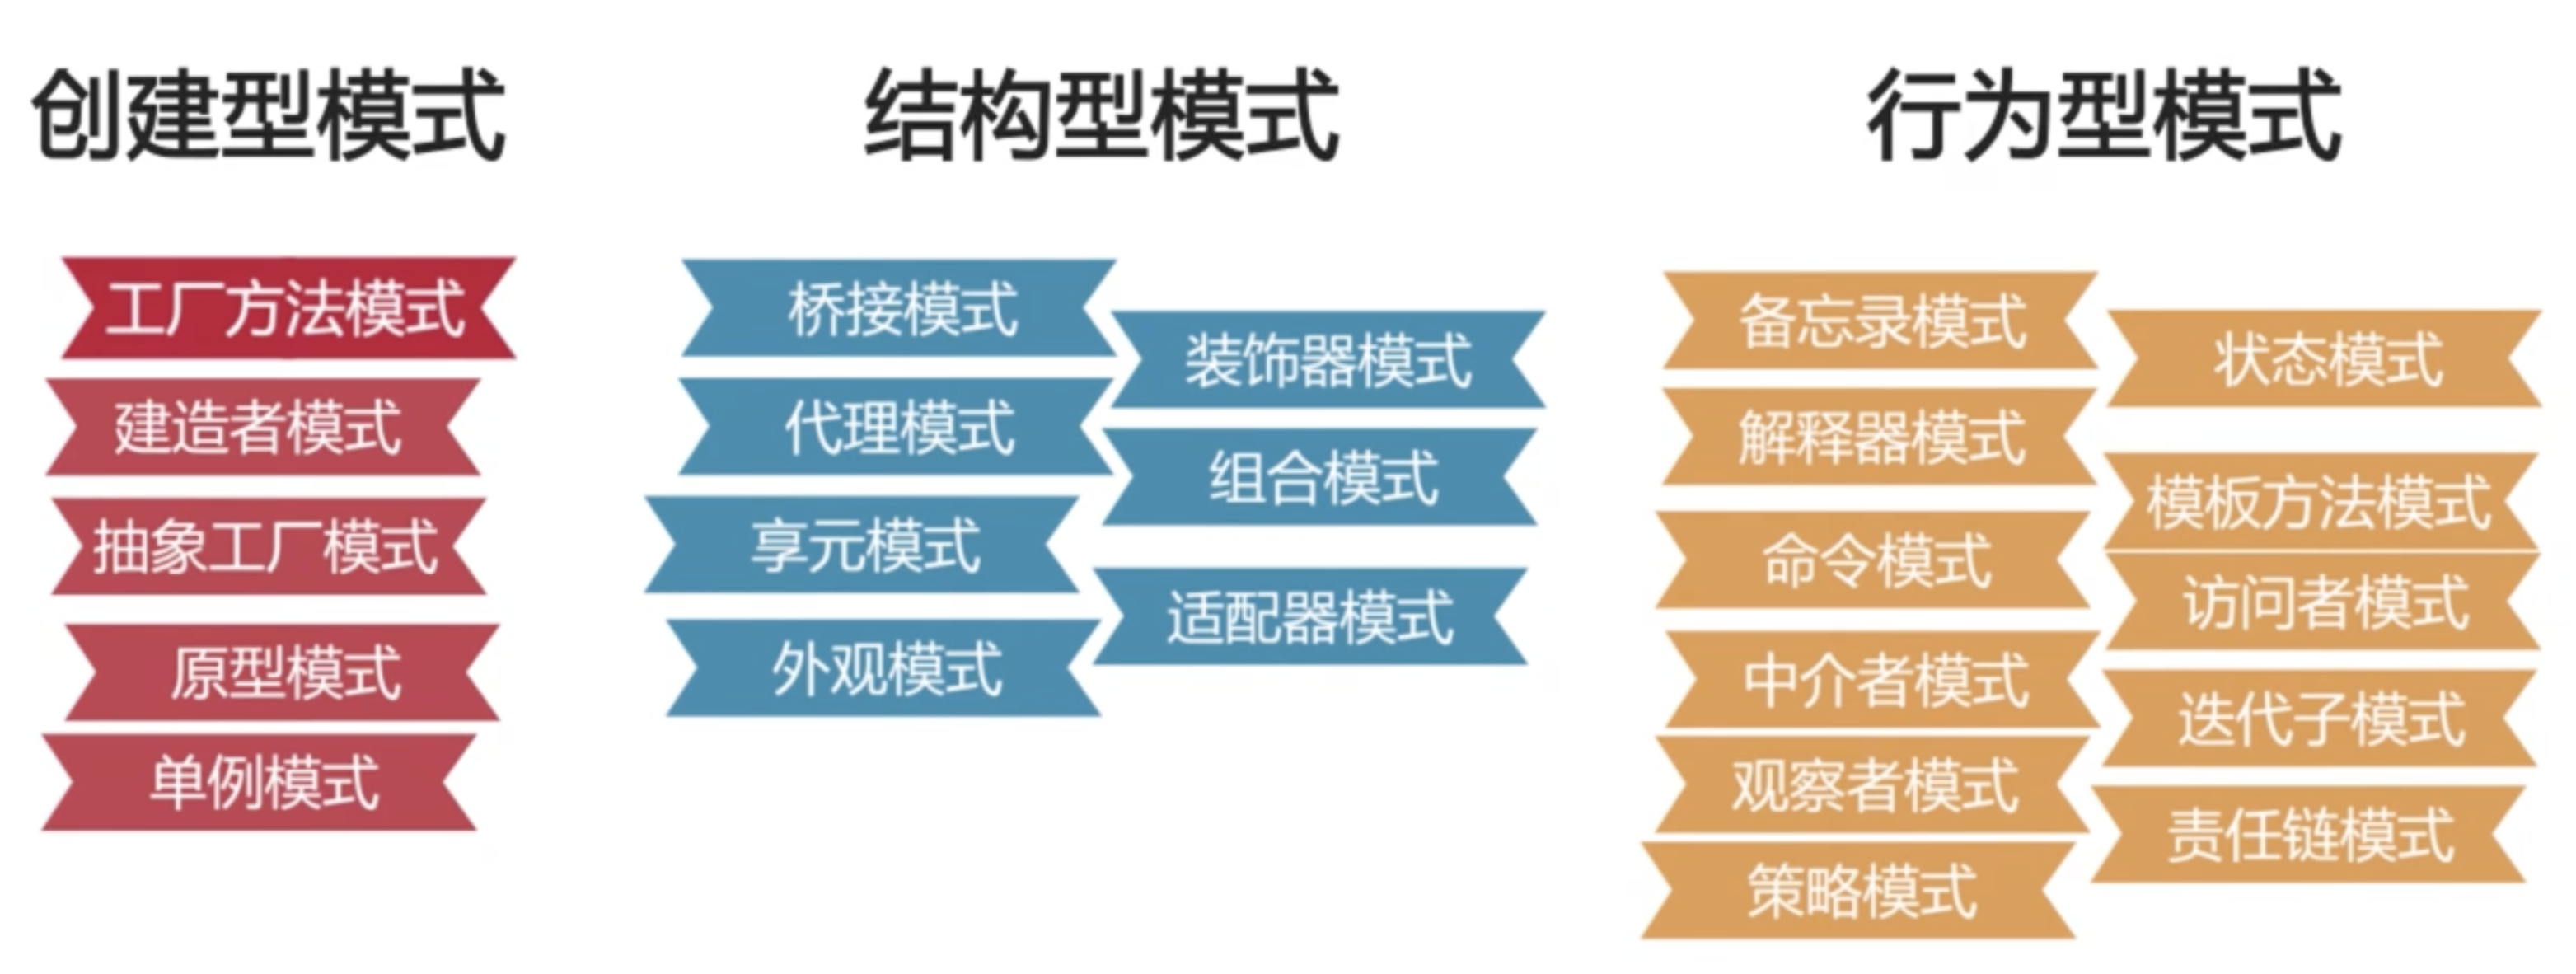 创建型模式
工厂方法模式
建造者模式
抽象工厂模式
原型模式
单例模式
结构型模式
桥接模式
代理模式
享元模式
外观模式
装饰器模式
组合模式
适配器模式
行为型模式
备忘录模式
解释器模式
命令模式
中介者模式
观察者模式
策略模式
状态模式
模板方法模式
访问者模式
迭代子模式
责任链模式